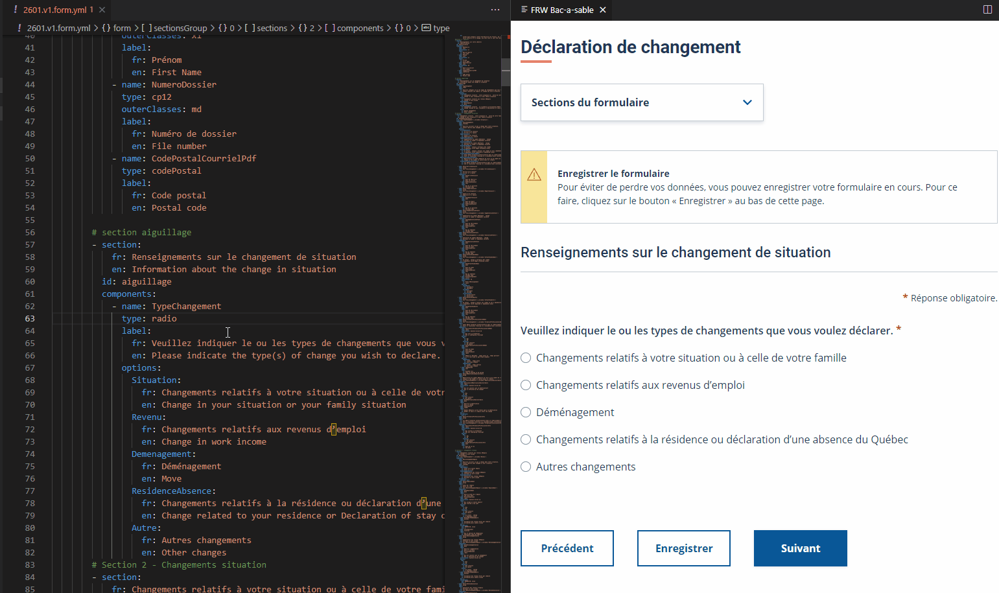 ! 2601.v1.form.yml 1
! 2601.v1.form.yml > {} form > [ ] sectionsGroup > {} 0 > [ ] sections > {} 2 > [ ] components > {} 0 > abc type
40 outerClasses: xl
41 label:
42 fr: Prénom
43 en: First Name
44 - name: NumeroDossier
45 type: cp12
46 outerClasses: md
47 label:
48 fr: Numéro de dossier
49 en: File number
50 - name: CodePostalCourrielPdf
51 type: codePostal
52 label:
53 fr: Code postal
54 en: Postal code
55
56 # section aiguillage
57 - section:
58 fr: Renseignements sur le changement de situation
59 en: Information about the change in situation
60 id: aiguillage
61 components:
62 - name: TypeChangement
63 type: radio
64 label:
65 fr: Veuillez indiquer le ou les types de changements que vous v
66 en: Please indicate the type(s) of change you wish to declare.
67 options:
68 Situation:
69 fr: Changements relatifs à votre situation ou à celle de votr
70 en: Change in your situation or your family situation
71 Revenu:
72 fr: Changements relatifs aux revenus d’emploi
73 en: Change in work income
74 Demenagement:
75 fr: Déménagement
76 en: Move
77 ResidenceAbsence:
78 fr: Changements relatifs à la résidence ou déclaration d’une
79 en: Change related to your residence or Declaration of stay
80 Autre:
81 fr: Autres changements
82 en: Other changes
83 # Section 2 - Changements situation
84 - section:
85 fr: Changements relatifs à votre situation ou à celle de votre fami
FRW Bac-a-sable
Déclaration de changement
Sections du formulaire
Enregistrer le formulaire
Pour éviter de perdre vos données, vous pouvez enregistrer votre formulaire en cours. Pour ce
faire, cliquez sur le bouton « Enregistrer » au bas de cette page.
Renseignements sur le changement de situation
* Réponse obligatoire.
Veuillez indiquer le ou les types de changements que vous voulez déclarer. *
Changements relatifs à votre situation ou à celle de votre famille
Changements relatifs aux revenus d’emploi
Déménagement
Changements relatifs à la résidence ou déclaration d’une absence du Québec
Autres changements
Précédent
Enregistrer
Suivant